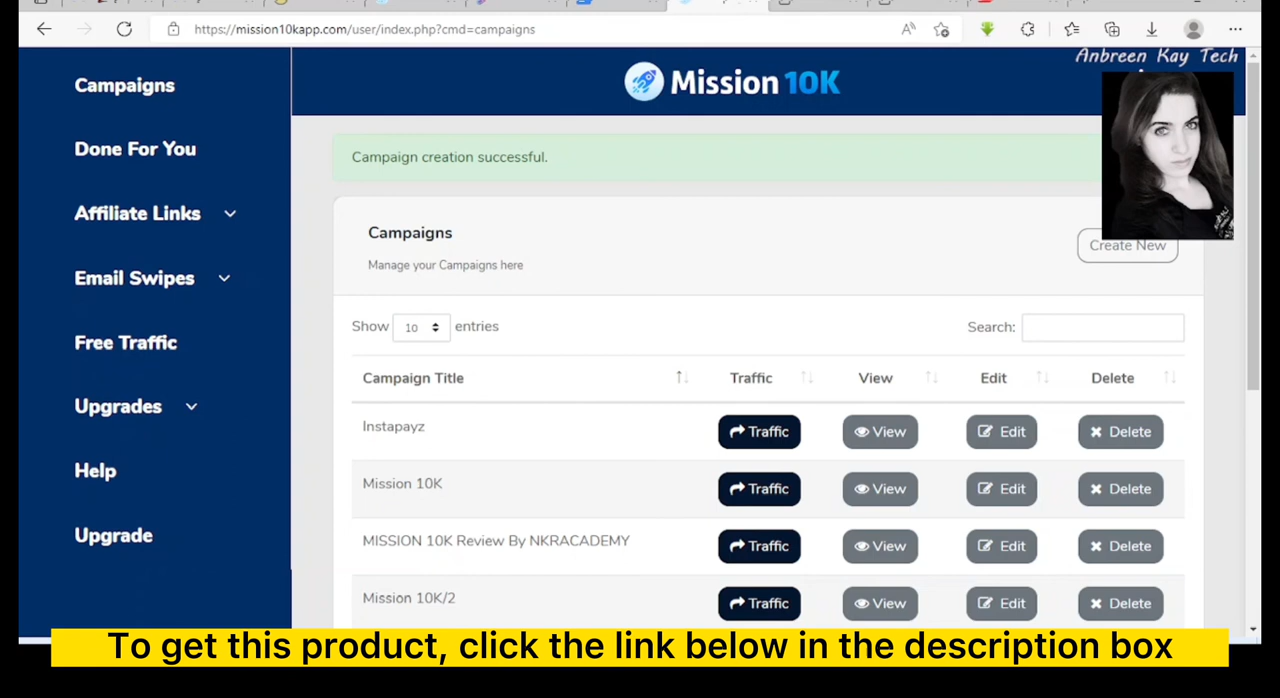 https://mission10kapp.com/user/index.php?cmd=campaigns
Anbreen Kay Tech
Campaigns
Done For You
Affiliate Links
Email Swipes
Free Traffic
Upgrades
Help
Upgrade
Mission 10K
Campaign creation successful.
Campaigns
Manage your Campaigns here
Create New
Show 10 entries Search:
Campaign Title Traffic View Edit Delete
Instapayz Traffic View Edit Delete
Mission 10K Traffic View Edit Delete
MISSION 10K Review By NKRACADEMY Traffic View Edit Delete
Mission 10K/2 Traffic View Edit Delete
To get this product, click the link below in the description box